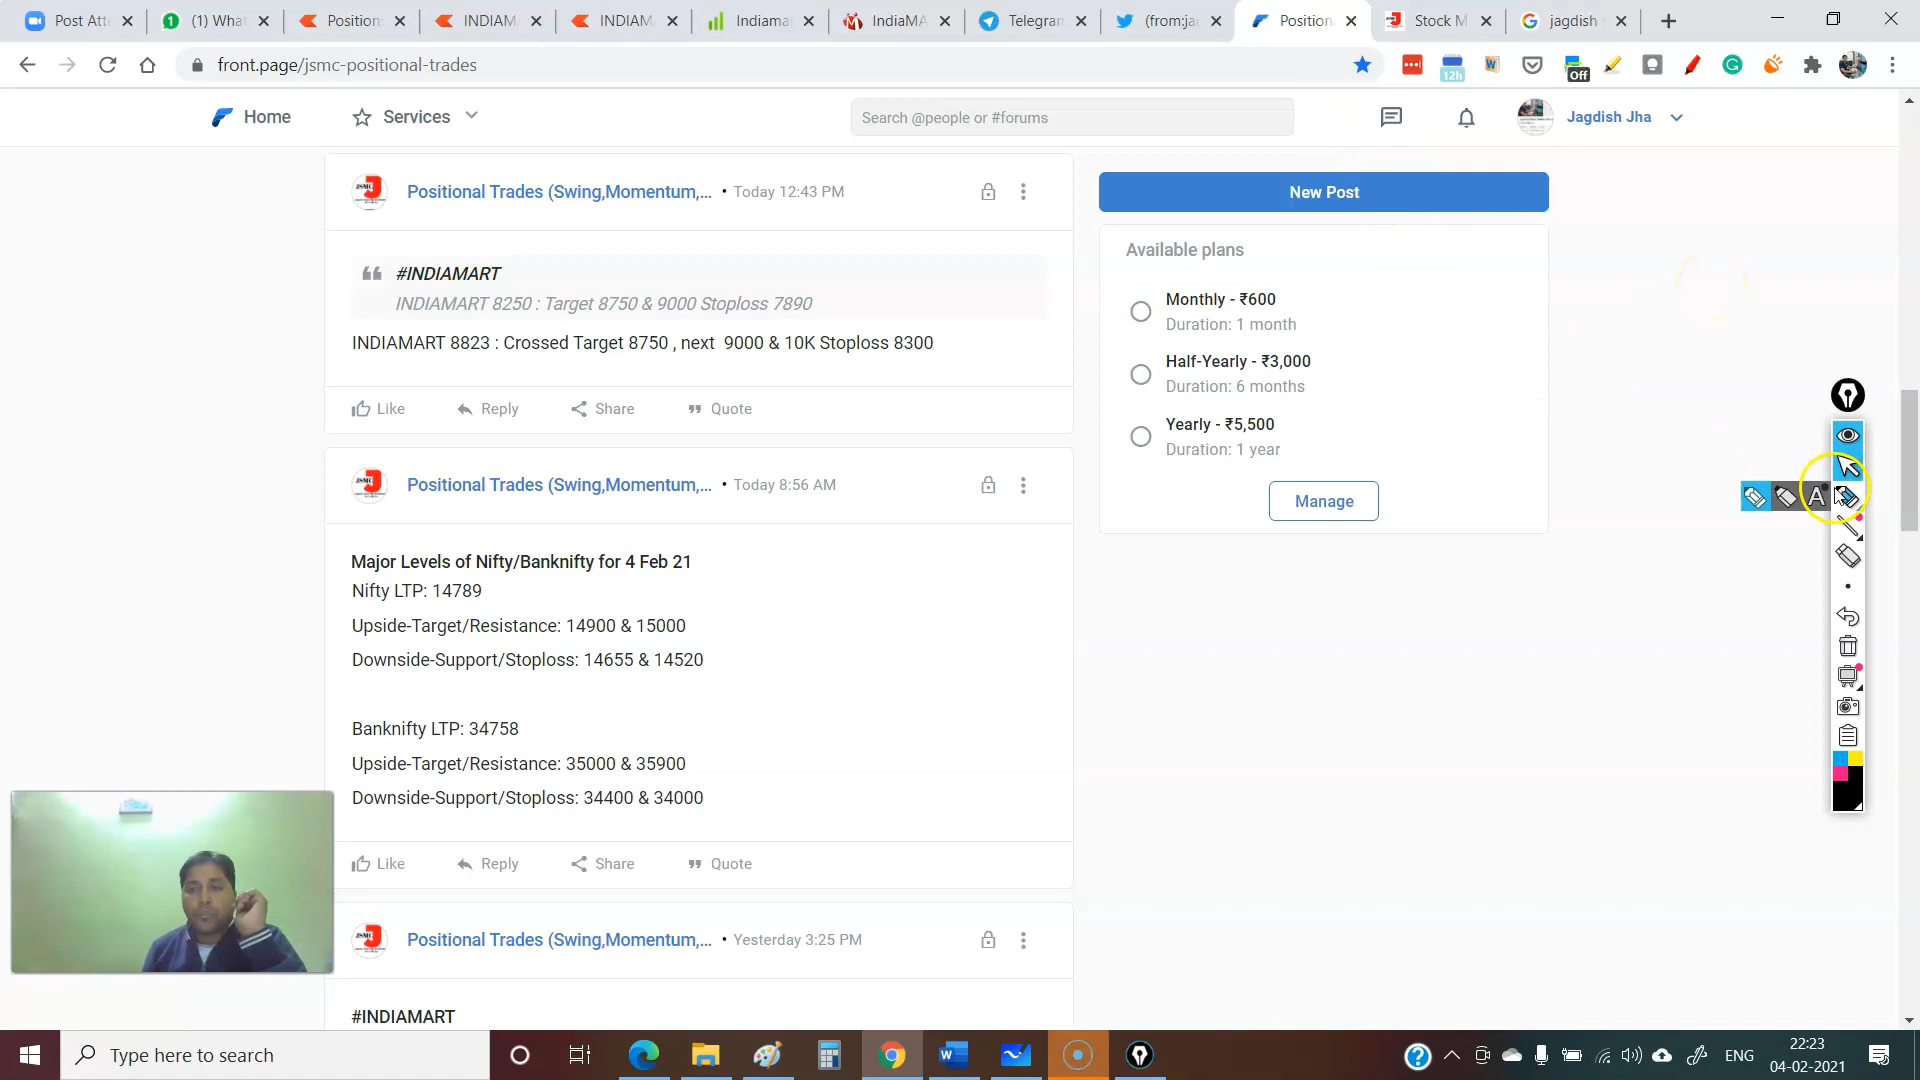 Post Atte
(1) What
Position
INDIAM
INDIAM
Indiama
IndiaMA
Telegram
(from:ja
Position
Stock M
jagdish
front.page/jsmc-positional-trades
12h
Off
Home
Services
Search @people or #forums
Jagdish Jha
Positional Trades (Swing,Momentum,... • Today 12:43 PM
#INDIAMART
INDIAMART 8250 : Target 8750 & 9000 Stoploss 7890
INDIAMART 8823 : Crossed Target 8750 , next 9000 & 10K Stoploss 8300
Like Reply Share Quote
New Post
Available plans
Monthly - ₹600
Duration: 1 month
Half-Yearly - ₹3,000
Duration: 6 months
Yearly - ₹5,500
Duration: 1 year
Manage
A
Positional Trades (Swing,Momentum,... • Today 8:56 AM
Major Levels of Nifty/Banknifty for 4 Feb 21
Nifty LTP: 14789
Upside-Target/Resistance: 14900 & 15000
Downside-Support/Stoploss: 14655 & 14520
Banknifty LTP: 34758
Upside-Target/Resistance: 35000 & 35900
Downside-Support/Stoploss: 34400 & 34000
Like Reply Share Quote
Positional Trades (Swing,Momentum,... • Yesterday 3:25 PM
#INDIAMART
Type here to search
ENG
22:23
04-02-2021